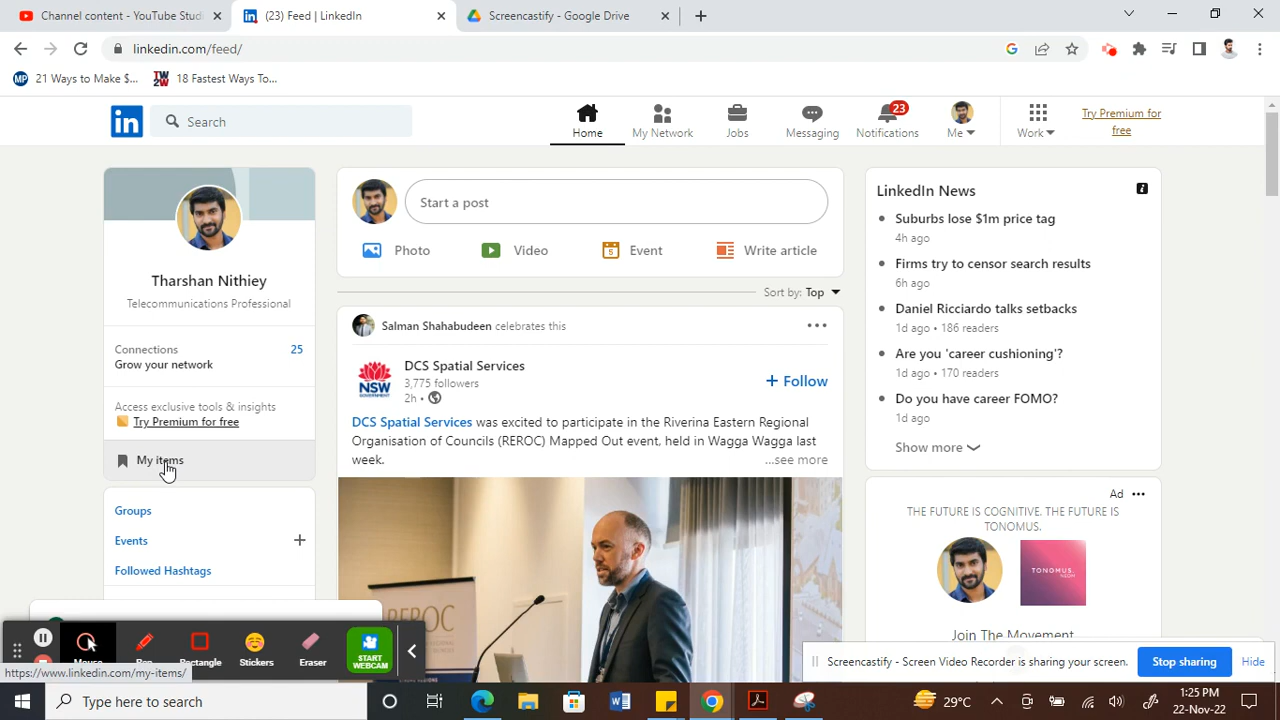 Channel content - YouTube Studi
(23) Feed | LinkedIn
Screencastify - Google Drive
linkedin.com/feed/
MP 21 Ways to Make $...
18 Fastest Ways To...
in
Search
Home
My Network
Jobs
Messaging
23
Notifications
Me
Work
Try Premium for
free
Tharshan Nithiey
Telecommunications Professional
Connections 25
Grow your network
Access exclusive tools & insights
Try Premium for free
My items
Groups
Events +
Followed Hashtags
Start a post
Photo
Video
Event
Write article
Sort by: Top
Salman Shahabudeen celebrates this
NSW
GOVERNMENT
DCS Spatial Services
3,775 followers
2h •
+ Follow
DCS Spatial Services was excited to participate in the Riverina Eastern Regional
Organisation of Councils (REROC) Mapped Out event, held in Wagga Wagga last
week.
...see more
REROC
LinkedIn News
• Suburbs lose $1m price tag
4h ago
• Firms try to censor search results
6h ago
• Daniel Ricciardo talks setbacks
1d ago • 186 readers
• Are you 'career cushioning'?
1d ago • 170 readers
• Do you have career FOMO?
1d ago
Show more
Ad
THE FUTURE IS COGNITIVE. THE FUTURE IS
TONOMUS.
TONOMUS.
NEOM
Join The Movement
Mouse
Pen
Rectangle
Stickers
Eraser
START
WEBCAM
https://www.linkedin.com/my-items/
Screencastify - Screen Video Recorder is sharing your screen.
Stop sharing
Hide
Type here to search
29°C
1:25 PM
22-Nov-22